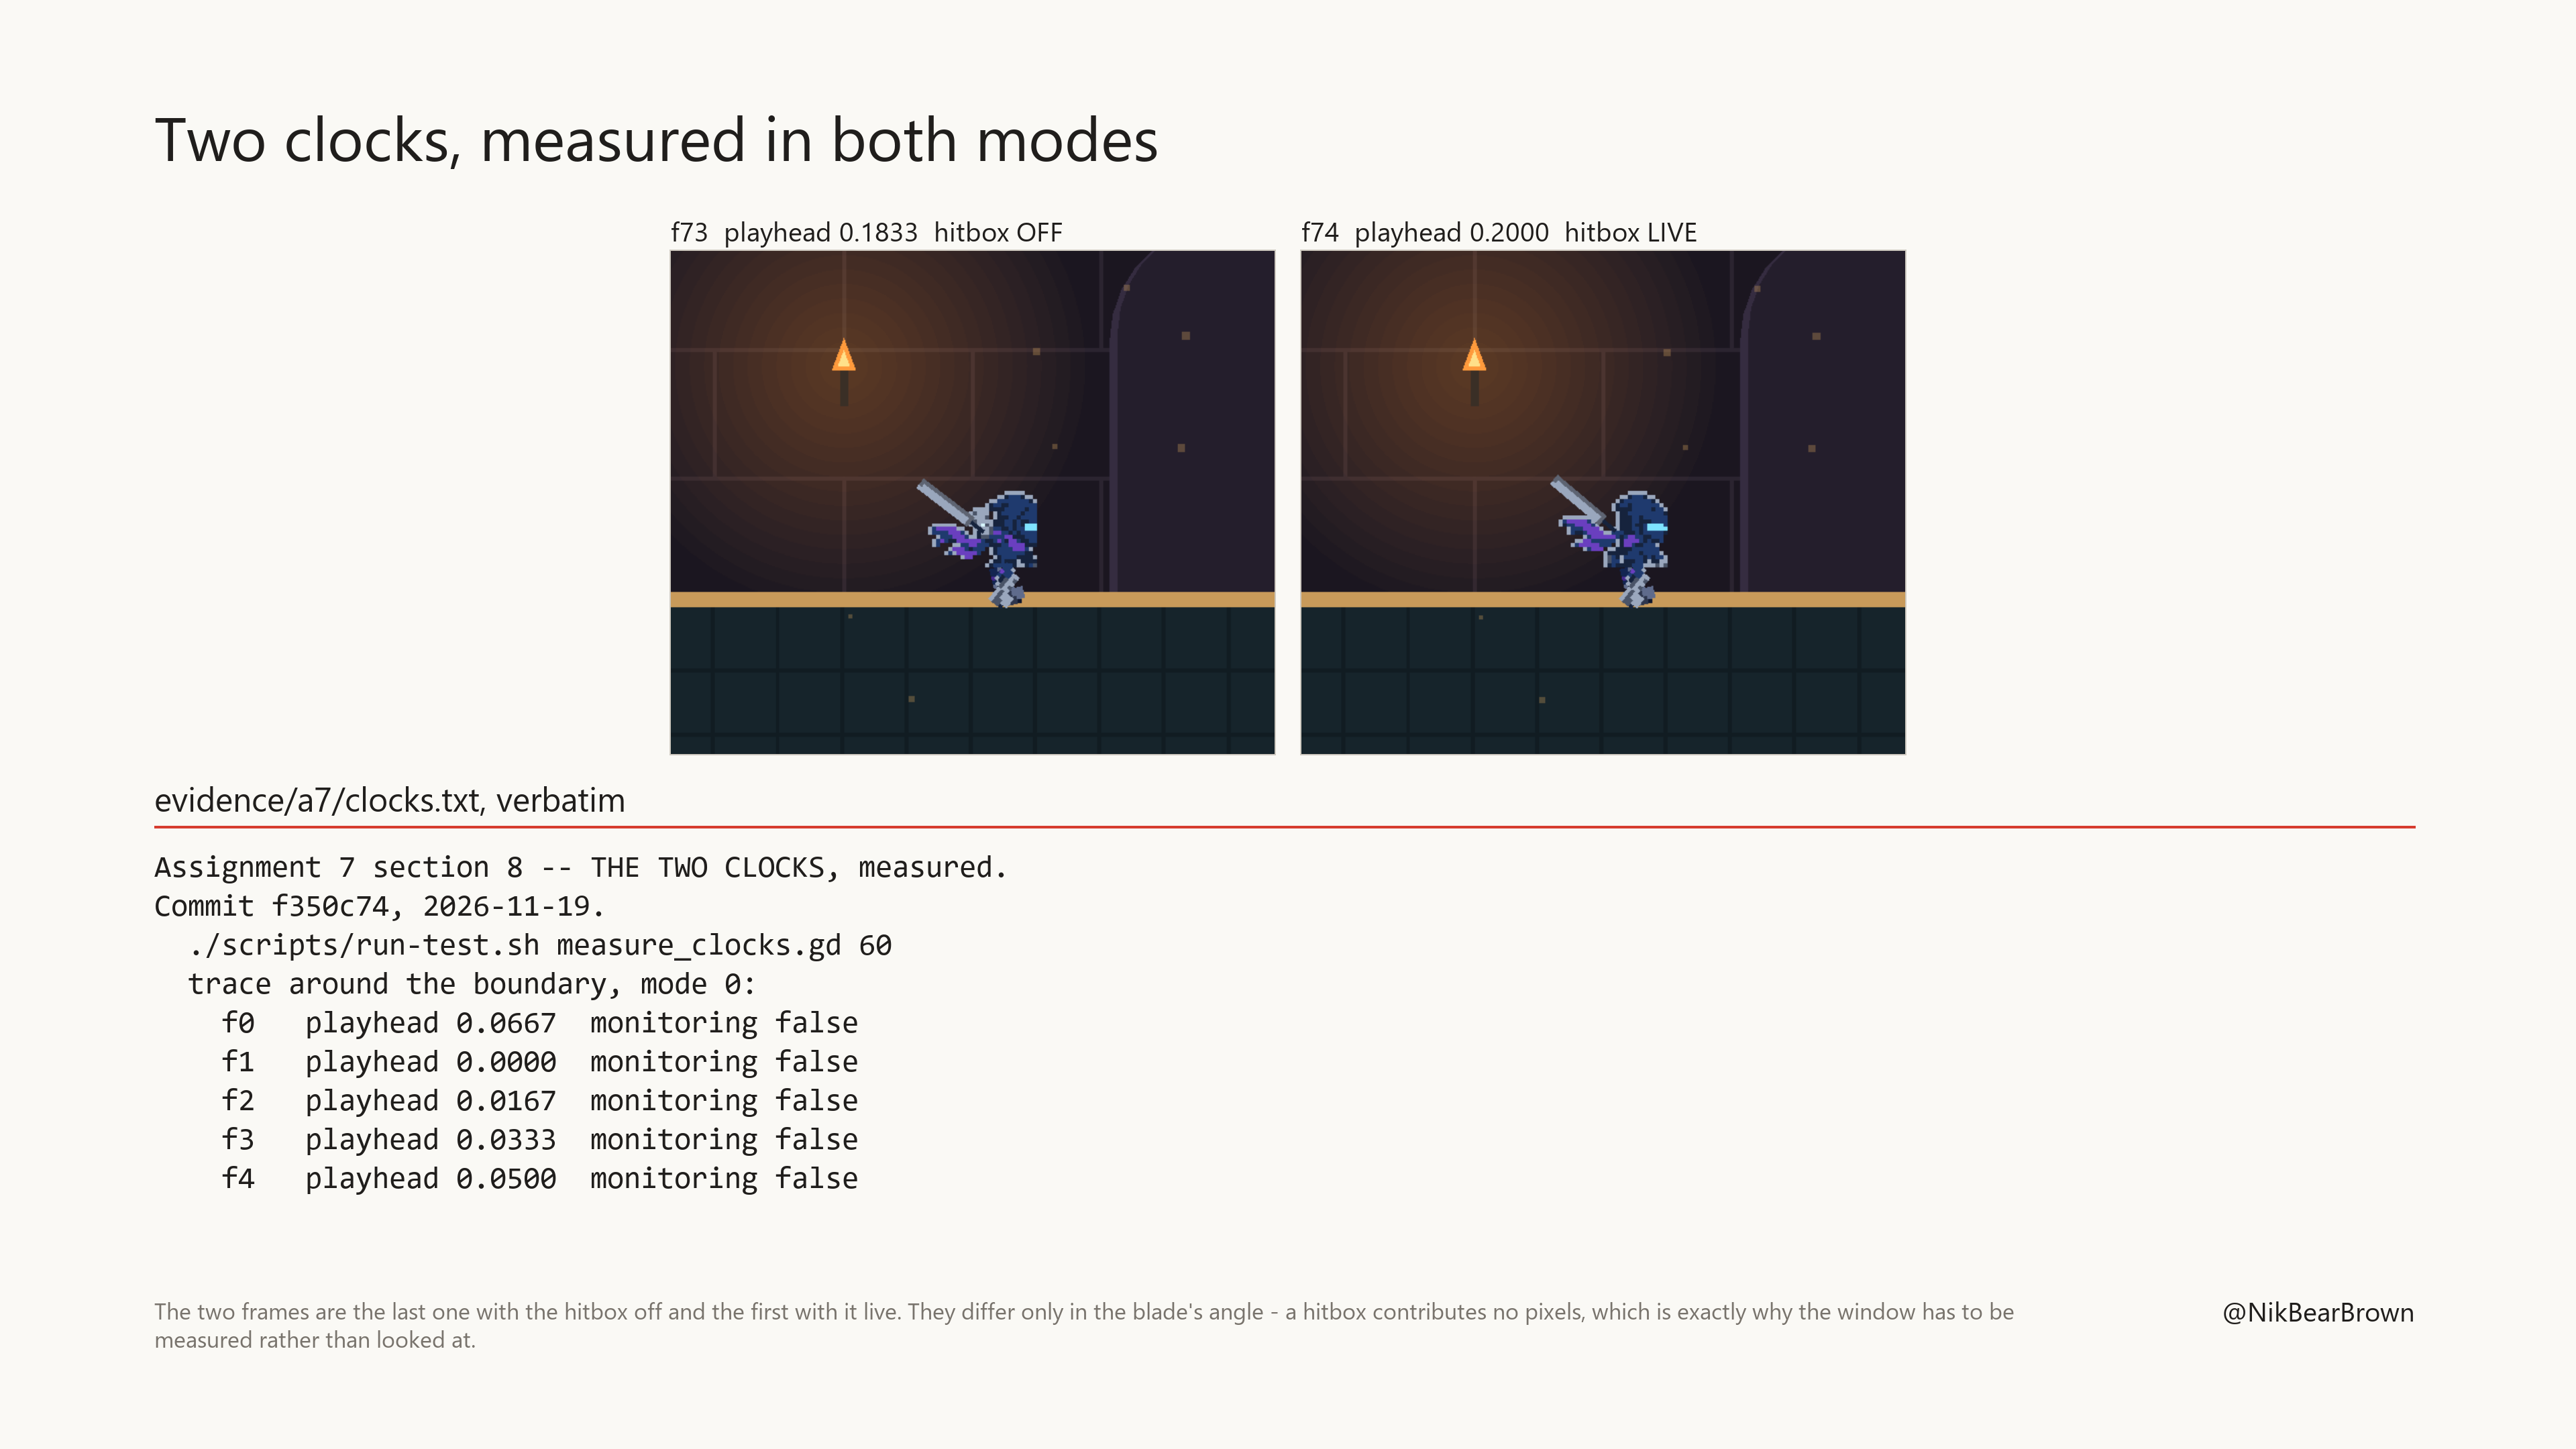 Two clocks, measured in both modes
f73  playhead 0.1833  hitbox OFF
f74  playhead 0.2000  hitbox LIVE
evidence/a7/clocks.txt, verbatim
Assignment 7 section 8 -- THE TWO CLOCKS, measured.
Commit f350c74, 2026-11-19.
  ./scripts/run-test.sh measure_clocks.gd 60
  trace around the boundary, mode 0:
    f0   playhead 0.0667  monitoring false
    f1   playhead 0.0000  monitoring false
    f2   playhead 0.0167  monitoring false
    f3   playhead 0.0333  monitoring false
    f4   playhead 0.0500  monitoring false
The two frames are the last one with the hitbox off and the first with it live. They differ only in the blade's angle - a hitbox contributes no pixels, which is exactly why the window has to be
measured rather than looked at.
@NikBearBrown